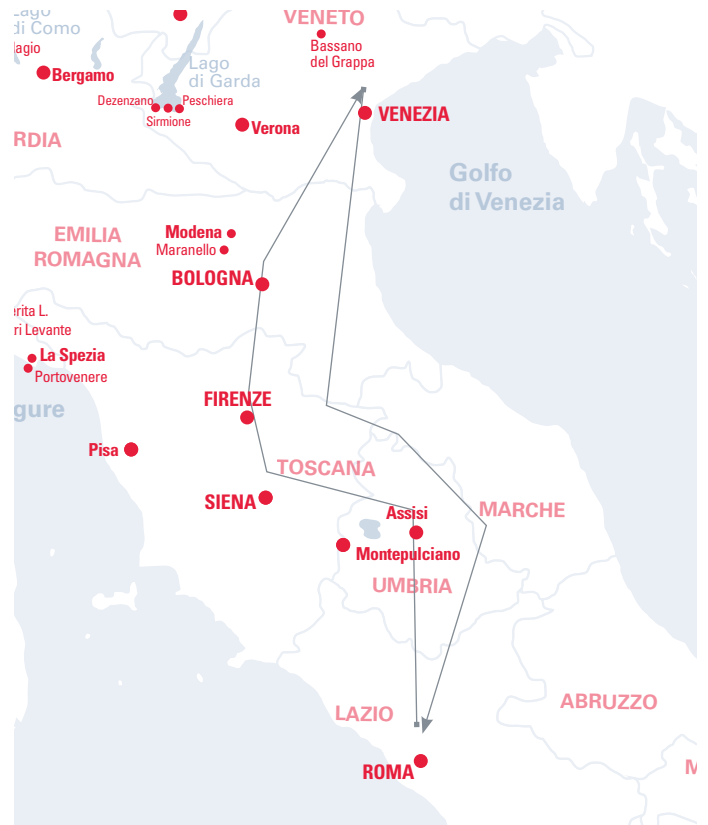 Lago
di Como
lagio
Bergamo
VENETO
Bassano
del Grappa
Lago
di Garda
Dezenzano
Peschiera
Sirmione
Verona
VENEZIA
RDIA
Golfo
di Venezia
EMILIA
ROMAGNA
Modena
Maranello
BOLOGNA
erita L.
ri Levante
La Spezia
Portovenere
gure
FIRENZE
Pisa
TOSCANA
SIENA
Assisi
MARCHE
Montepulciano
UMBRIA
LAZIO
ABRUZZO
ROMA
M